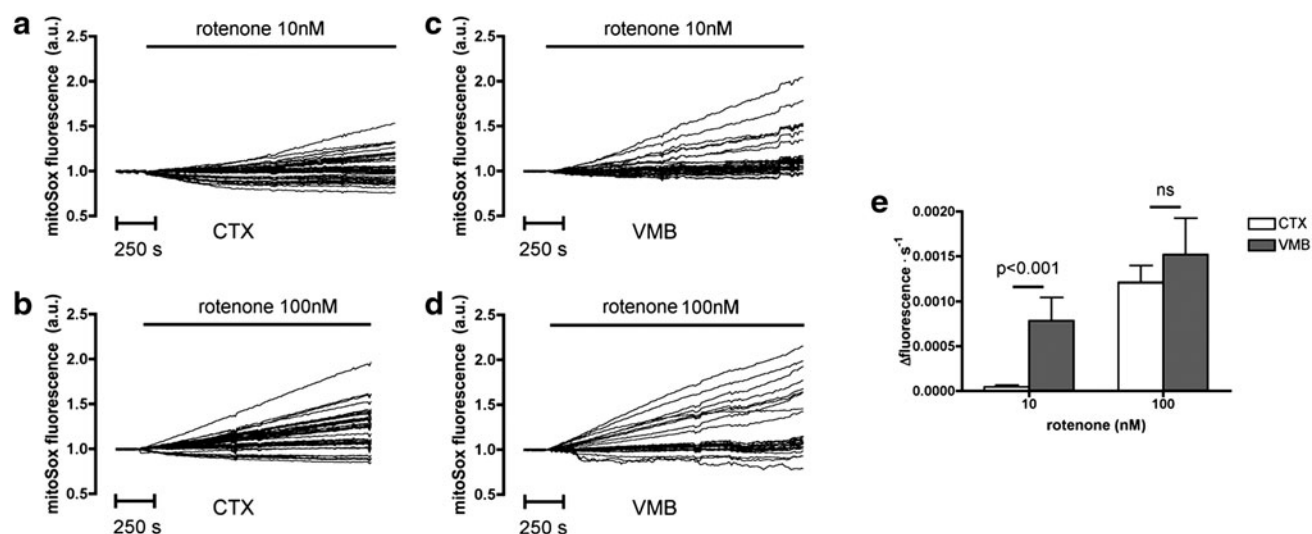 a
rotenone 10nM
mitoSox fluorescence (a.u.)
2.5
2.0
1.5
1.0
0.5
250 s
CTX
c
rotenone 10nM
mitoSox fluorescence (a.u.)
2.5
2.0
1.5
1.0
0.5
250 s
VMB
b
rotenone 100nM
mitoSox fluorescence (a.u.)
2.5
2.0
1.5
1.0
0.5
250 s
CTX
d
rotenone 100nM
mitoSox fluorescence (a.u.)
2.5
2.0
1.5
1.0
0.5
250 s
VMB
e
Δfluorescence · s⁻¹
0.0020
0.0015
0.0010
0.0005
0.0000
p<0.001
ns
10
100
rotenone (nM)
CTX
VMB